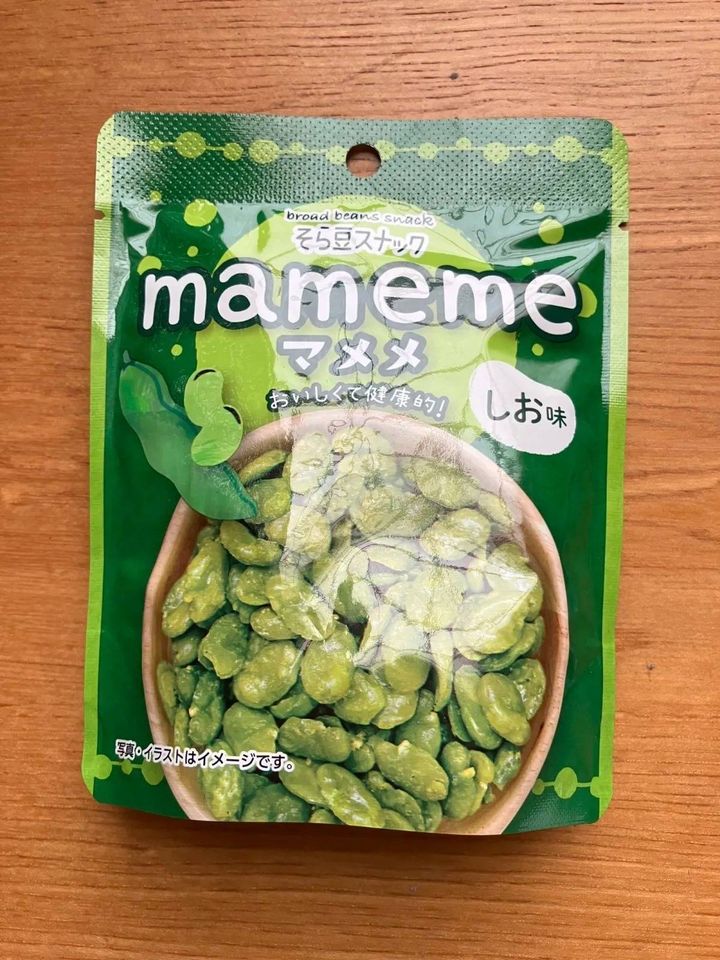 broad beans snack
そら豆スナック
mameme
マメメ
おいしくて健康的!
しお味
写真・イラストはイメージです。